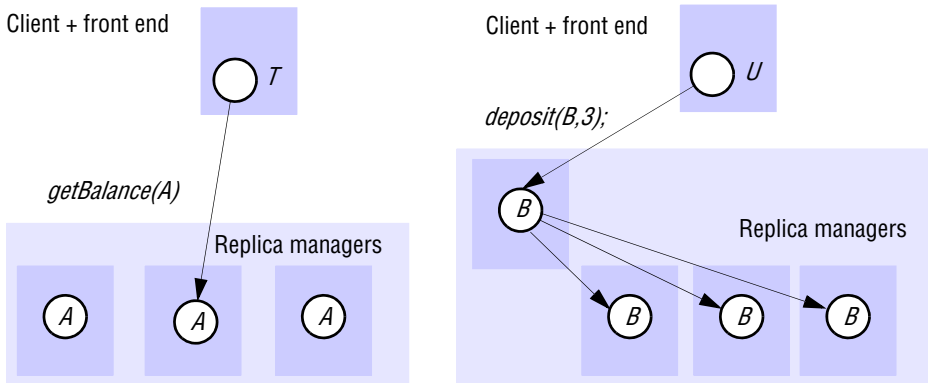 Client + front end
T
getBalance(A)
Replica managers
A
A
A
Client + front end
U
deposit(B,3);
B
Replica managers
B
B
B